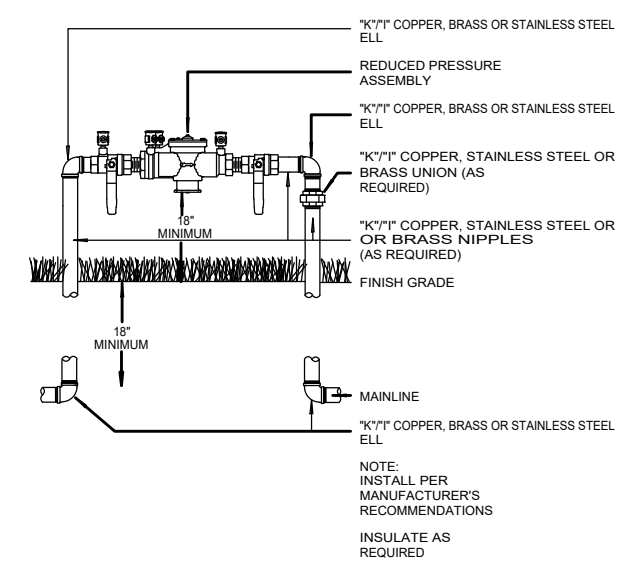 "K"/"l" COPPER, BRASS OR STAINLESS STEEL
ELL
REDUCED PRESSURE
ASSEMBLY
"K"/"l" COPPER, BRASS OR STAINLESS STEEL
ELL
"K"/"l" COPPER, STAINLESS STEEL OR
BRASS UNION (AS
REQUIRED)
18"
MINIMUM
"K"/"l" COPPER, STAINLESS STEEL OR
OR BRASS NIPPLES
(AS REQUIRED)
FINISH GRADE
18"
MINIMUM
MAINLINE
"K"/"l" COPPER, BRASS OR STAINLESS STEEL
ELL
NOTE:
INSTALL PER
MANUFACTURER'S
RECOMMENDATIONS
INSULATE AS
REQUIRED